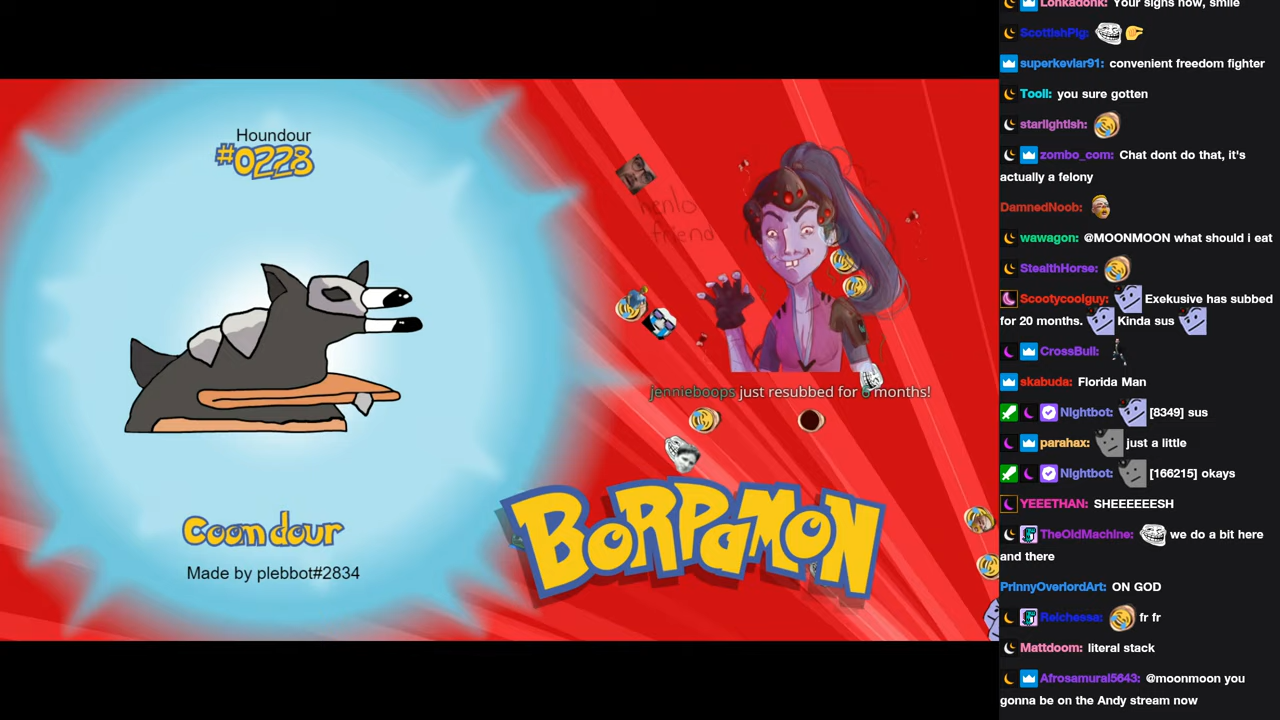 Houndour
#0228
Coomdour
Made by plebbot#2834
henlo
friend
jennieboops just resubbed for 6 months!
BORPAMON
Lonkadonk: Your signs now, smile
ScottishPig:
superkevlar91: convenient freedom fighter
Tooll: you sure gotten
starlightish:
zombo_com: Chat dont do that, it's
actually a felony
DamnedNoob:
wawagon: @MOONMOON what should i eat
StealthHorse:
Scootycoolguy: Exekusive has subbed
for 20 months. Kinda sus
CrossBull:
skabuda: Florida Man
Nightbot: [8349] sus
parahax: just a little
Nightbot: [166215] okays
YEEETHAN: SHEEEEEESH
TheOldMachine: we do a bit here
and there
PrinnyOverlordArt: ON GOD
Relchessa: fr fr
Mattdoom: literal stack
Afrosamurai5643: @moonmoon you
gonna be on the Andy stream now